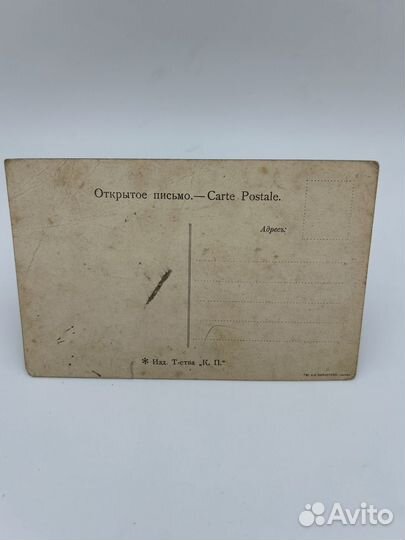 Открытое письмо.—Carte Postale.
Адресъ:
✻ Изд. Т-ства „К. П."
Avito